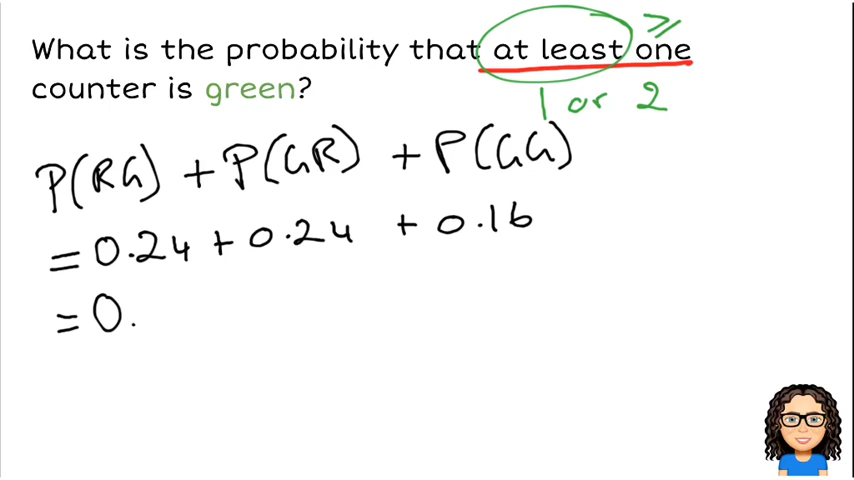 What is the probability that at least one
≥
counter is green?
1 or 2
P(RG) + P(GR) + P(GG)
= 0.24 + 0.24 + 0.16
= 0.